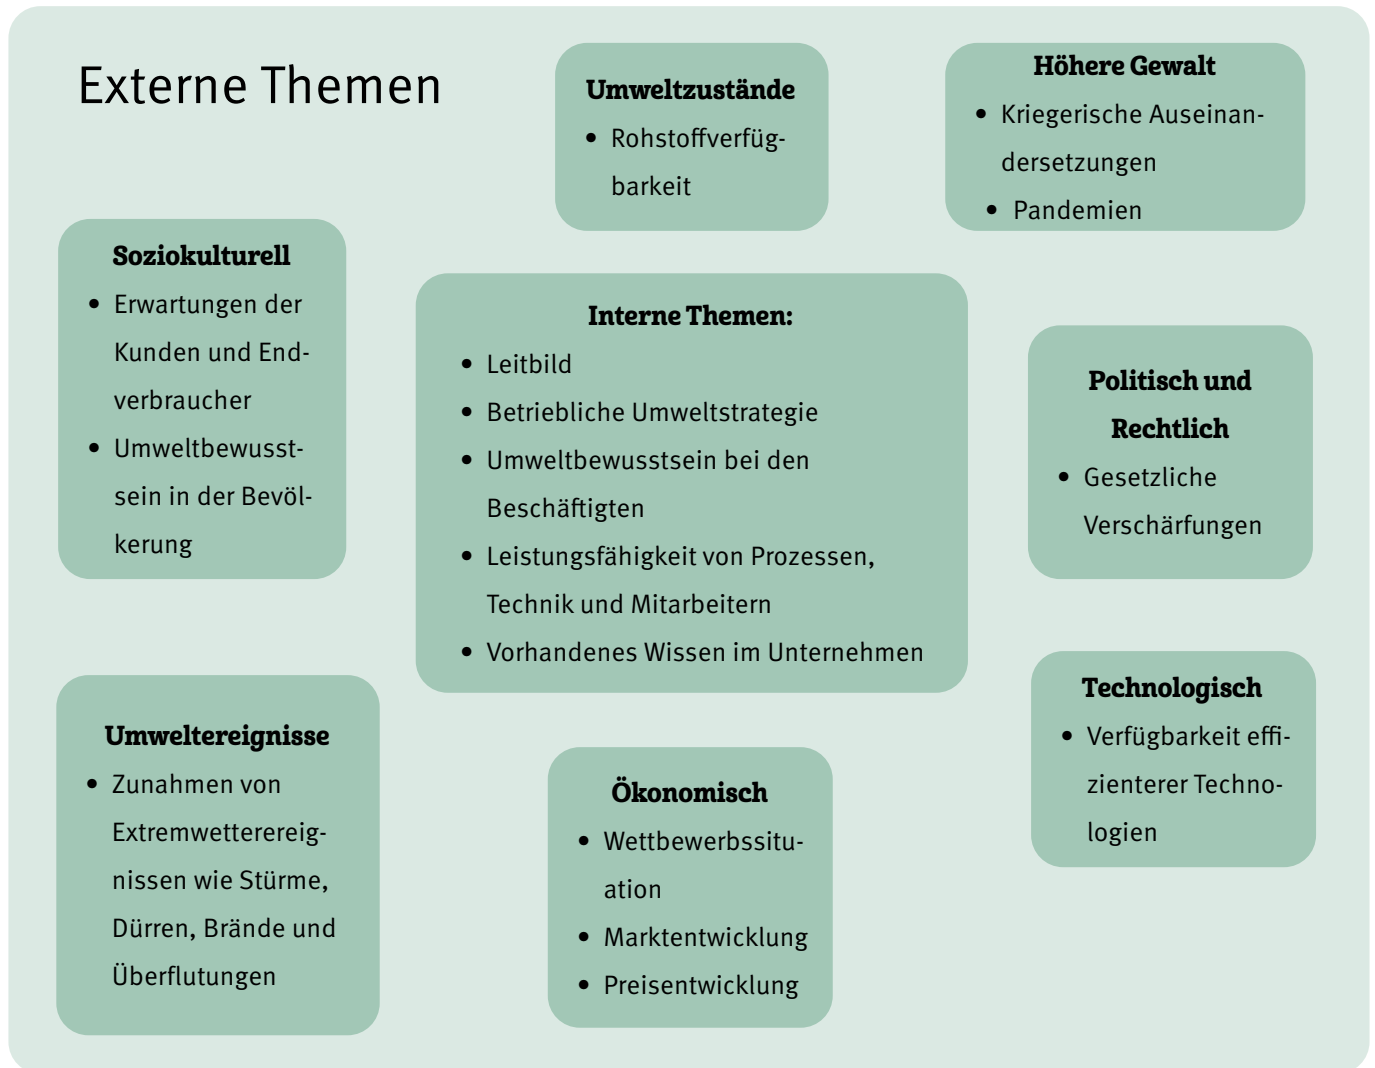 Externe Themen
Umweltzustände
• Rohstoffverfüg-
barkeit
Höhere Gewalt
• Kriegerische Auseinan-
dersetzungen
• Pandemien
Soziokulturell
• Erwartungen der
Kunden und End-
verbraucher
• Umweltbewusst-
sein in der Bevöl-
kerung
Interne Themen:
• Leitbild
• Betriebliche Umweltstrategie
• Umweltbewusstsein bei den
Beschäftigten
• Leistungsfähigkeit von Prozessen,
Technik und Mitarbeitern
• Vorhandenes Wissen im Unternehmen
Politisch und
Rechtlich
• Gesetzliche
Verschärfungen
Umweltereignisse
• Zunahmen von
Extremwetterereig-
nissen wie Stürme,
Dürren, Brände und
Überflutungen
Ökonomisch
• Wettbewerbssitu-
ation
• Marktentwicklung
• Preisentwicklung
Technologisch
• Verfügbarkeit effi-
zienterer Techno-
logien